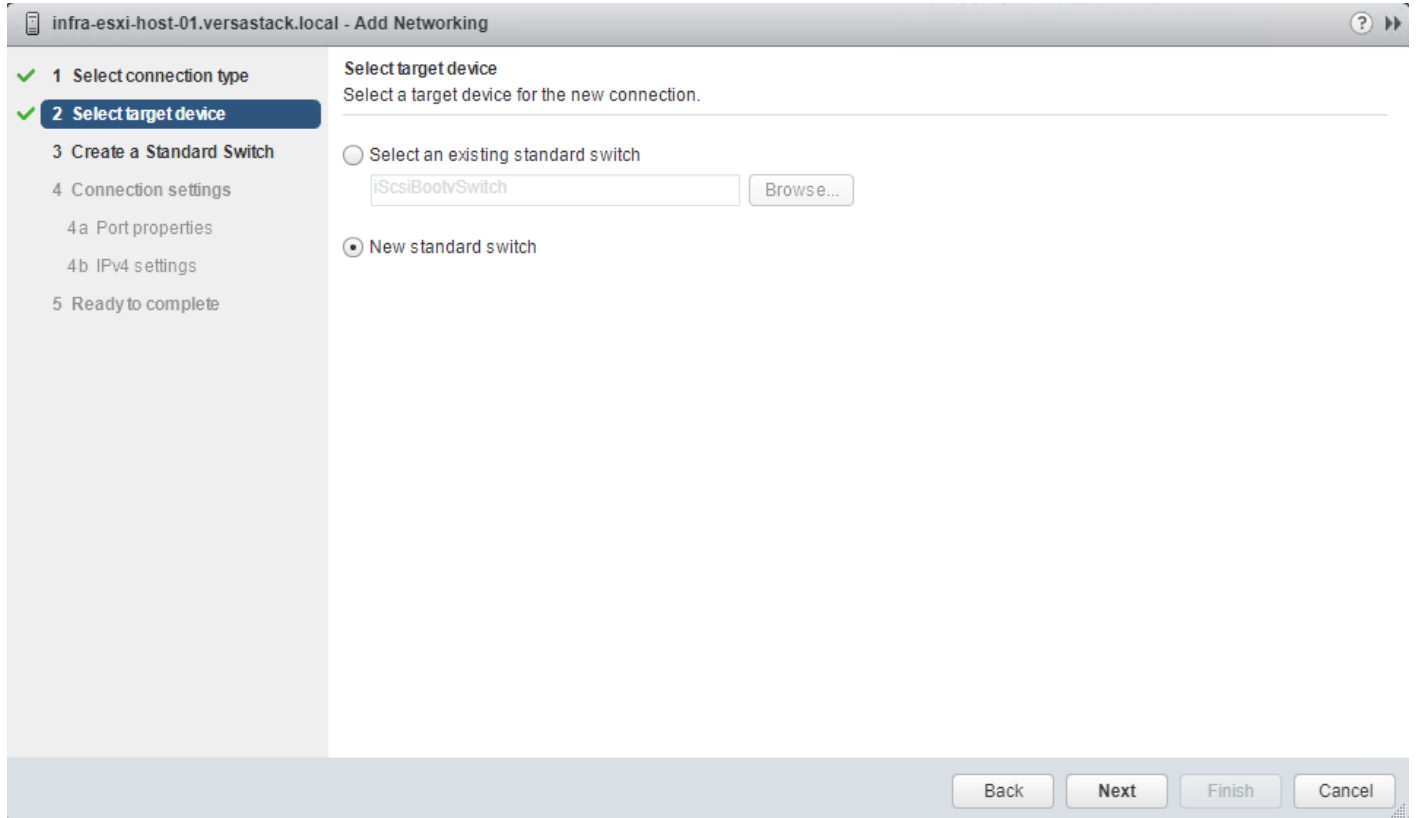 infra-esxi-host-01.versastack.local - Add Networking
?
1 Select connection type
2 Select target device
3 Create a Standard Switch
4 Connection settings
4a Port properties
4b IPv4 settings
5 Ready to complete
Select target device
Select a target device for the new connection.
Select an existing standard switch
iScsiBootvSwitch Browse...
New standard switch
Back Next Finish Cancel